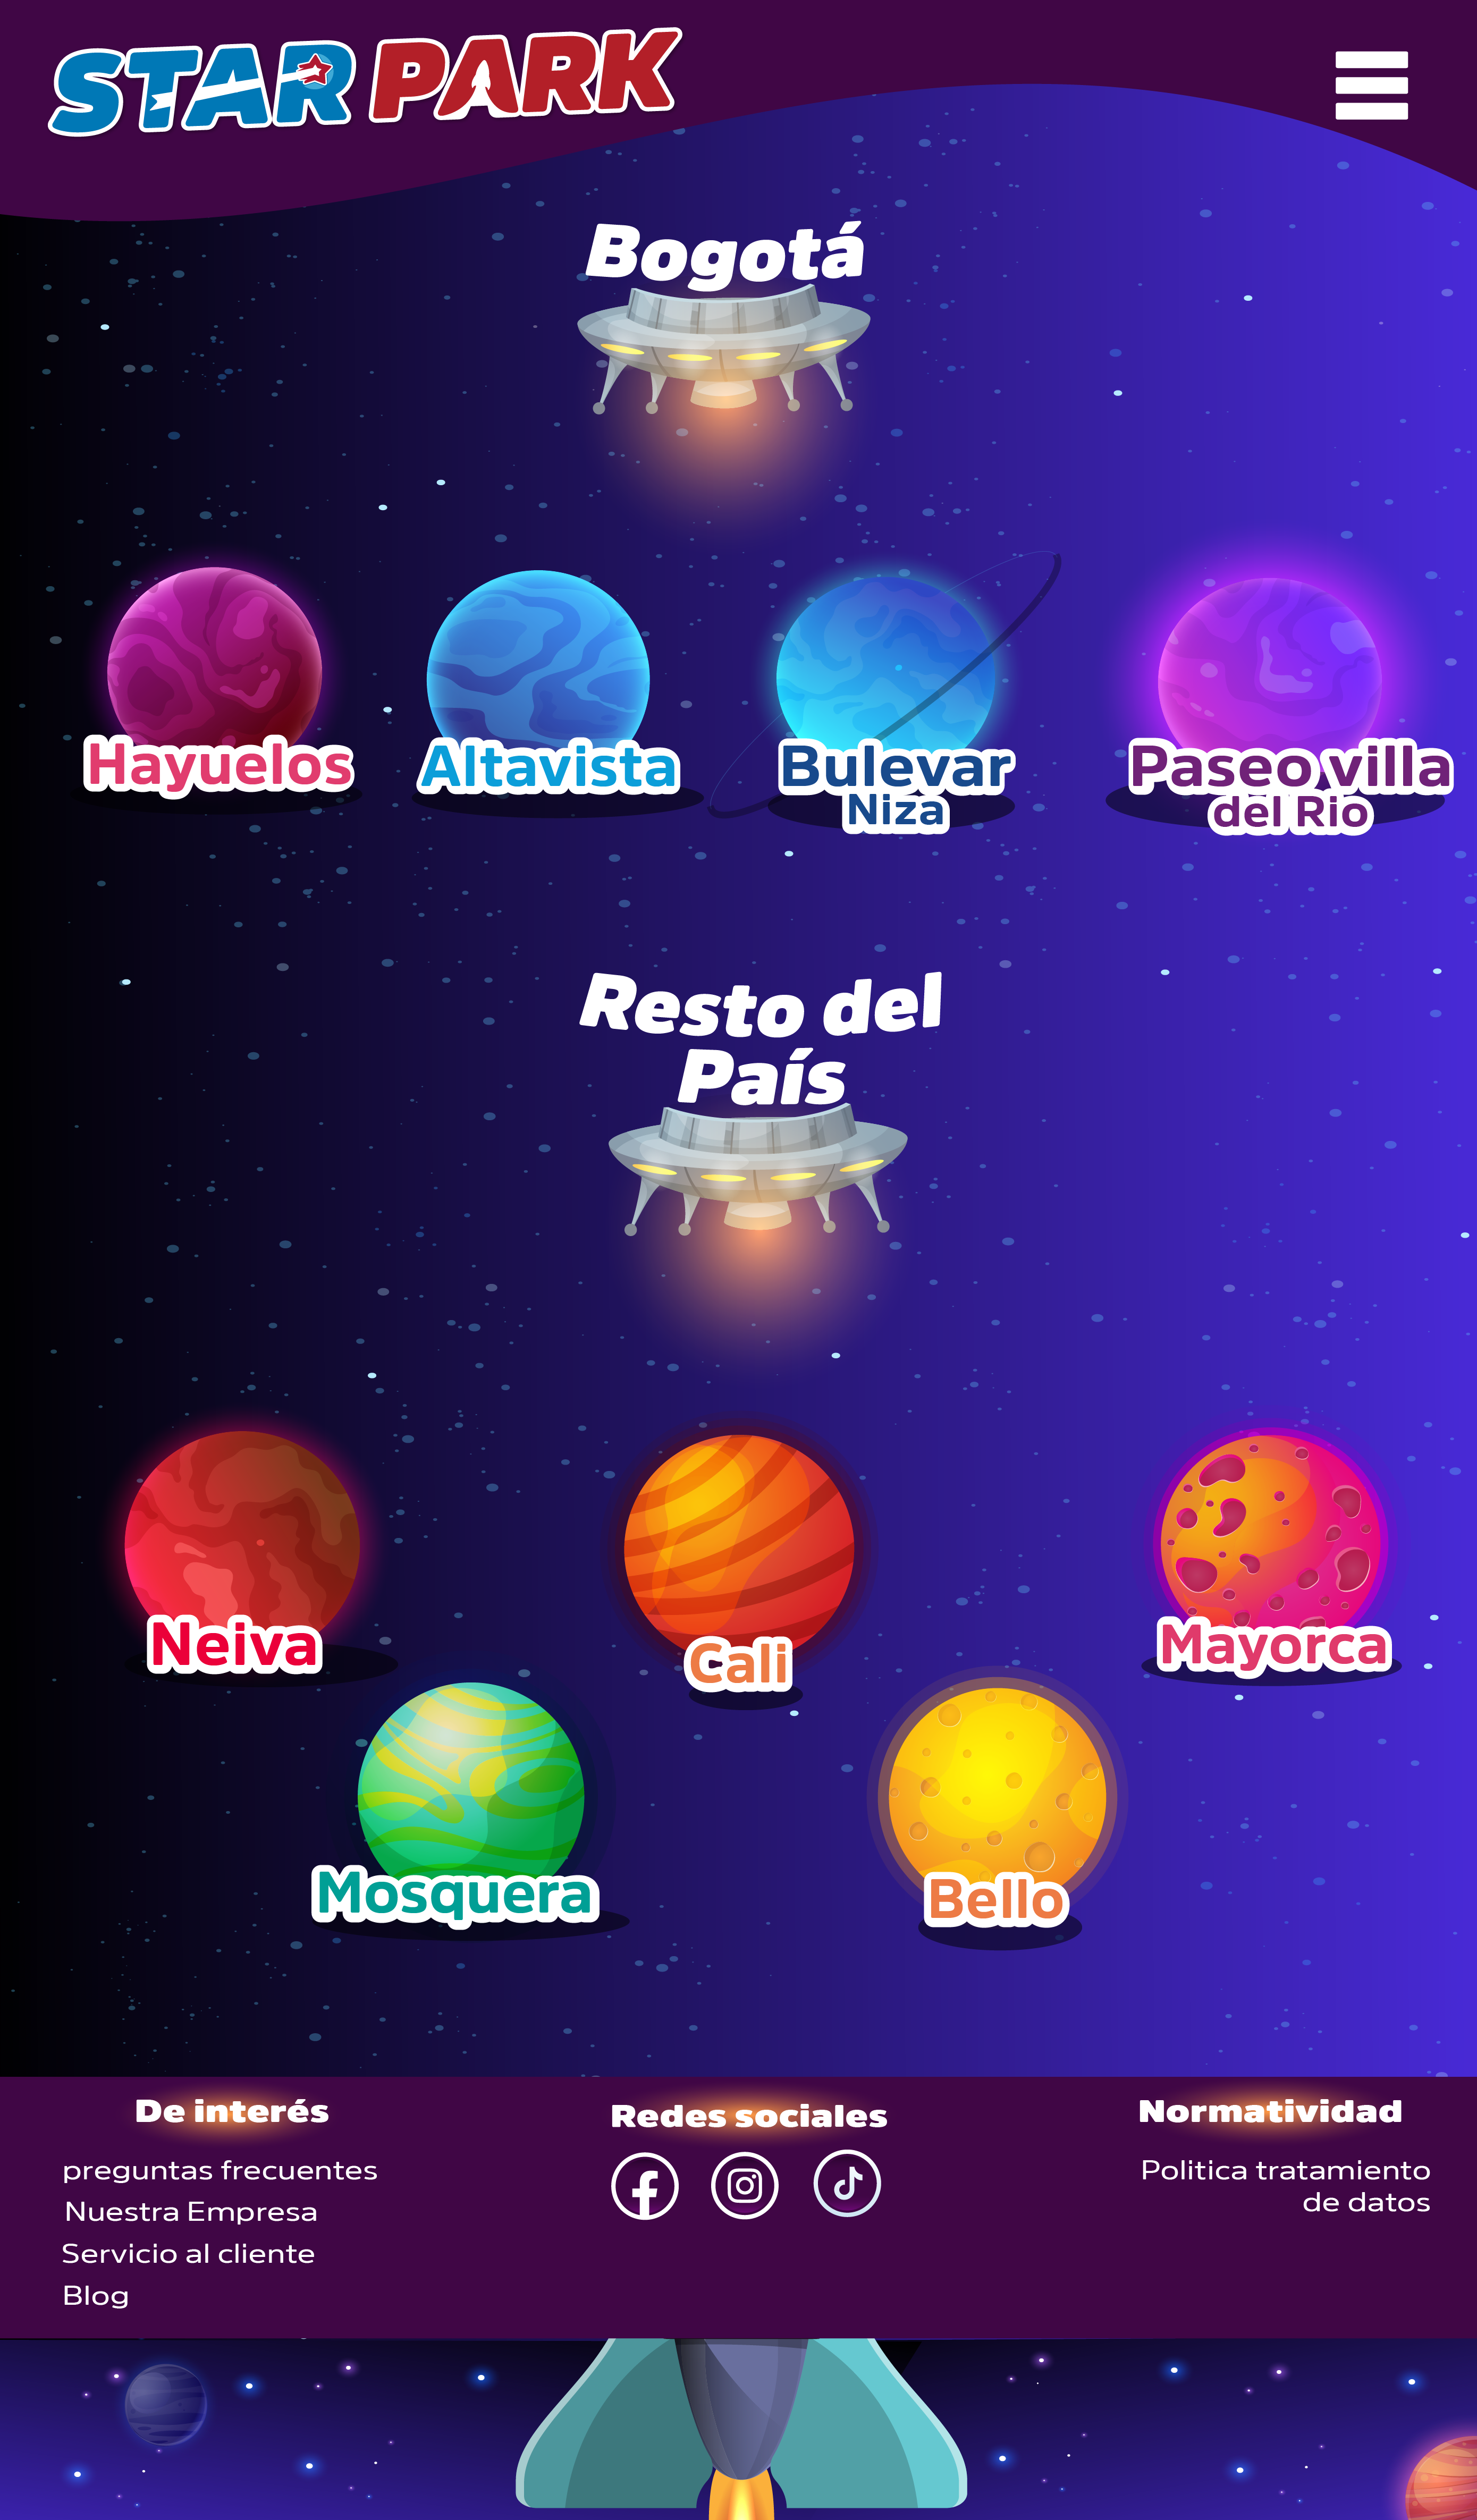 STAR PARK
Bogotá
Hayuelos
Altavista
Bulevar
Niza
Paseo villa
del Rio
Resto del
País
Neiva
Cali
Mayorca
Mosquera
Bello
De interés
preguntas frecuentes
Nuestra Empresa
Servicio al cliente
Blog
Redes sociales
Normatividad
Politica tratamiento
de datos